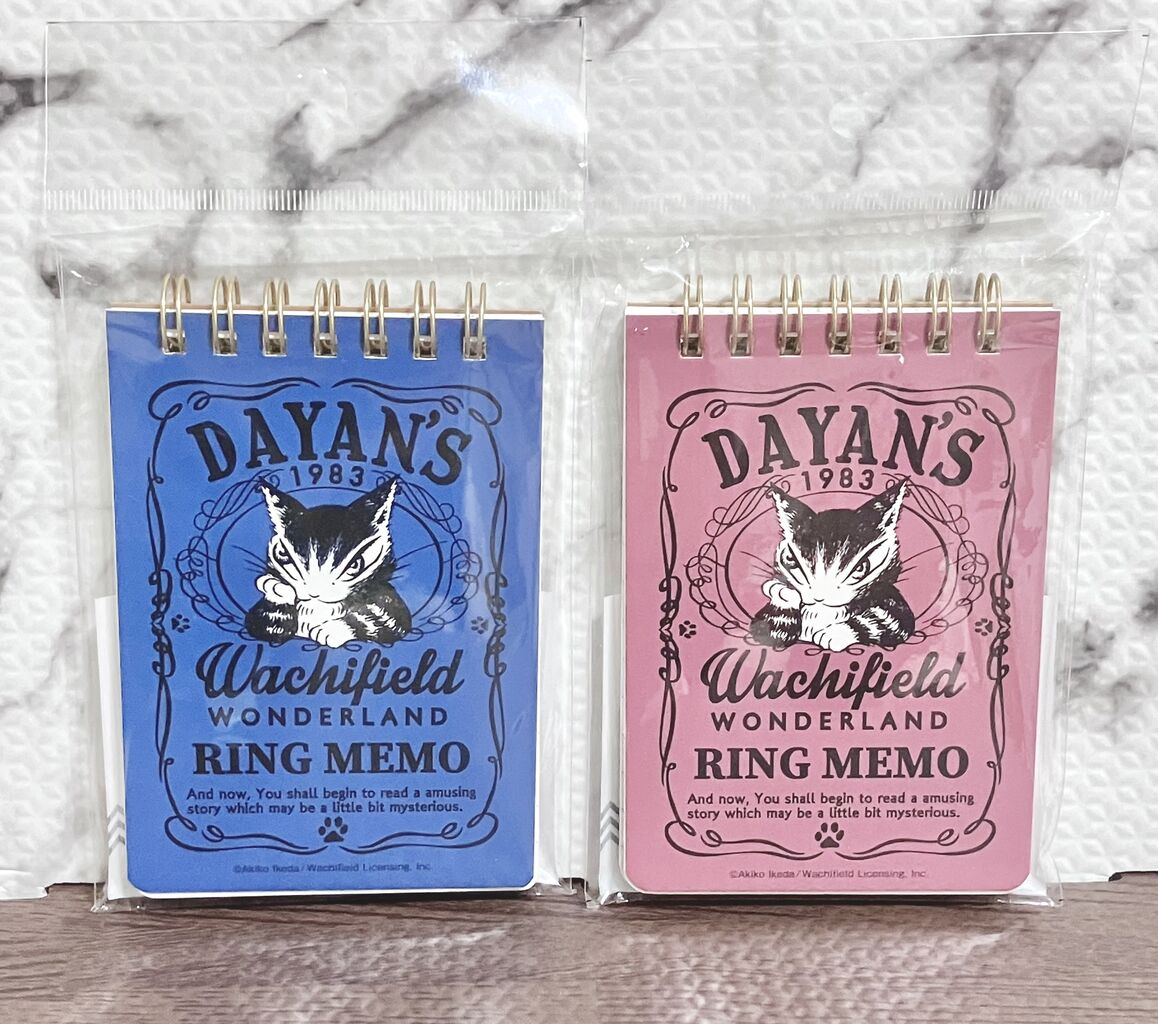 DAYAN'S
1983
Wachifield
WONDERLAND
RING MEMO
And now, You shall begin to read a amusing
story which may be a little bit mysterious.
©Akiko Ikeda/Wachifield Licensing, Inc.
DAYAN'S
1983
Wachifield
WONDERLAND
RING MEMO
And now, You shall begin to read a amusing
story which may be a little bit mysterious.
©Akiko Ikeda/Wachifield Licensing, Inc.